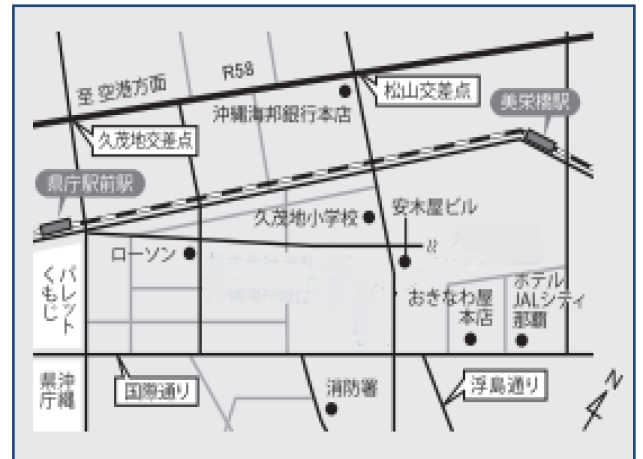 至 空港方面
R58
沖縄海邦銀行本店
松山交差点
美栄橋駅
久茂地交差点
県庁駅前駅
久茂地小学校
安木屋ビル
ローソン
パレット
くもじ
おきなわ屋
本店
ホテル
JALシティ
那覇
沖縄
県庁
国際通り
消防署
浮島通り
N